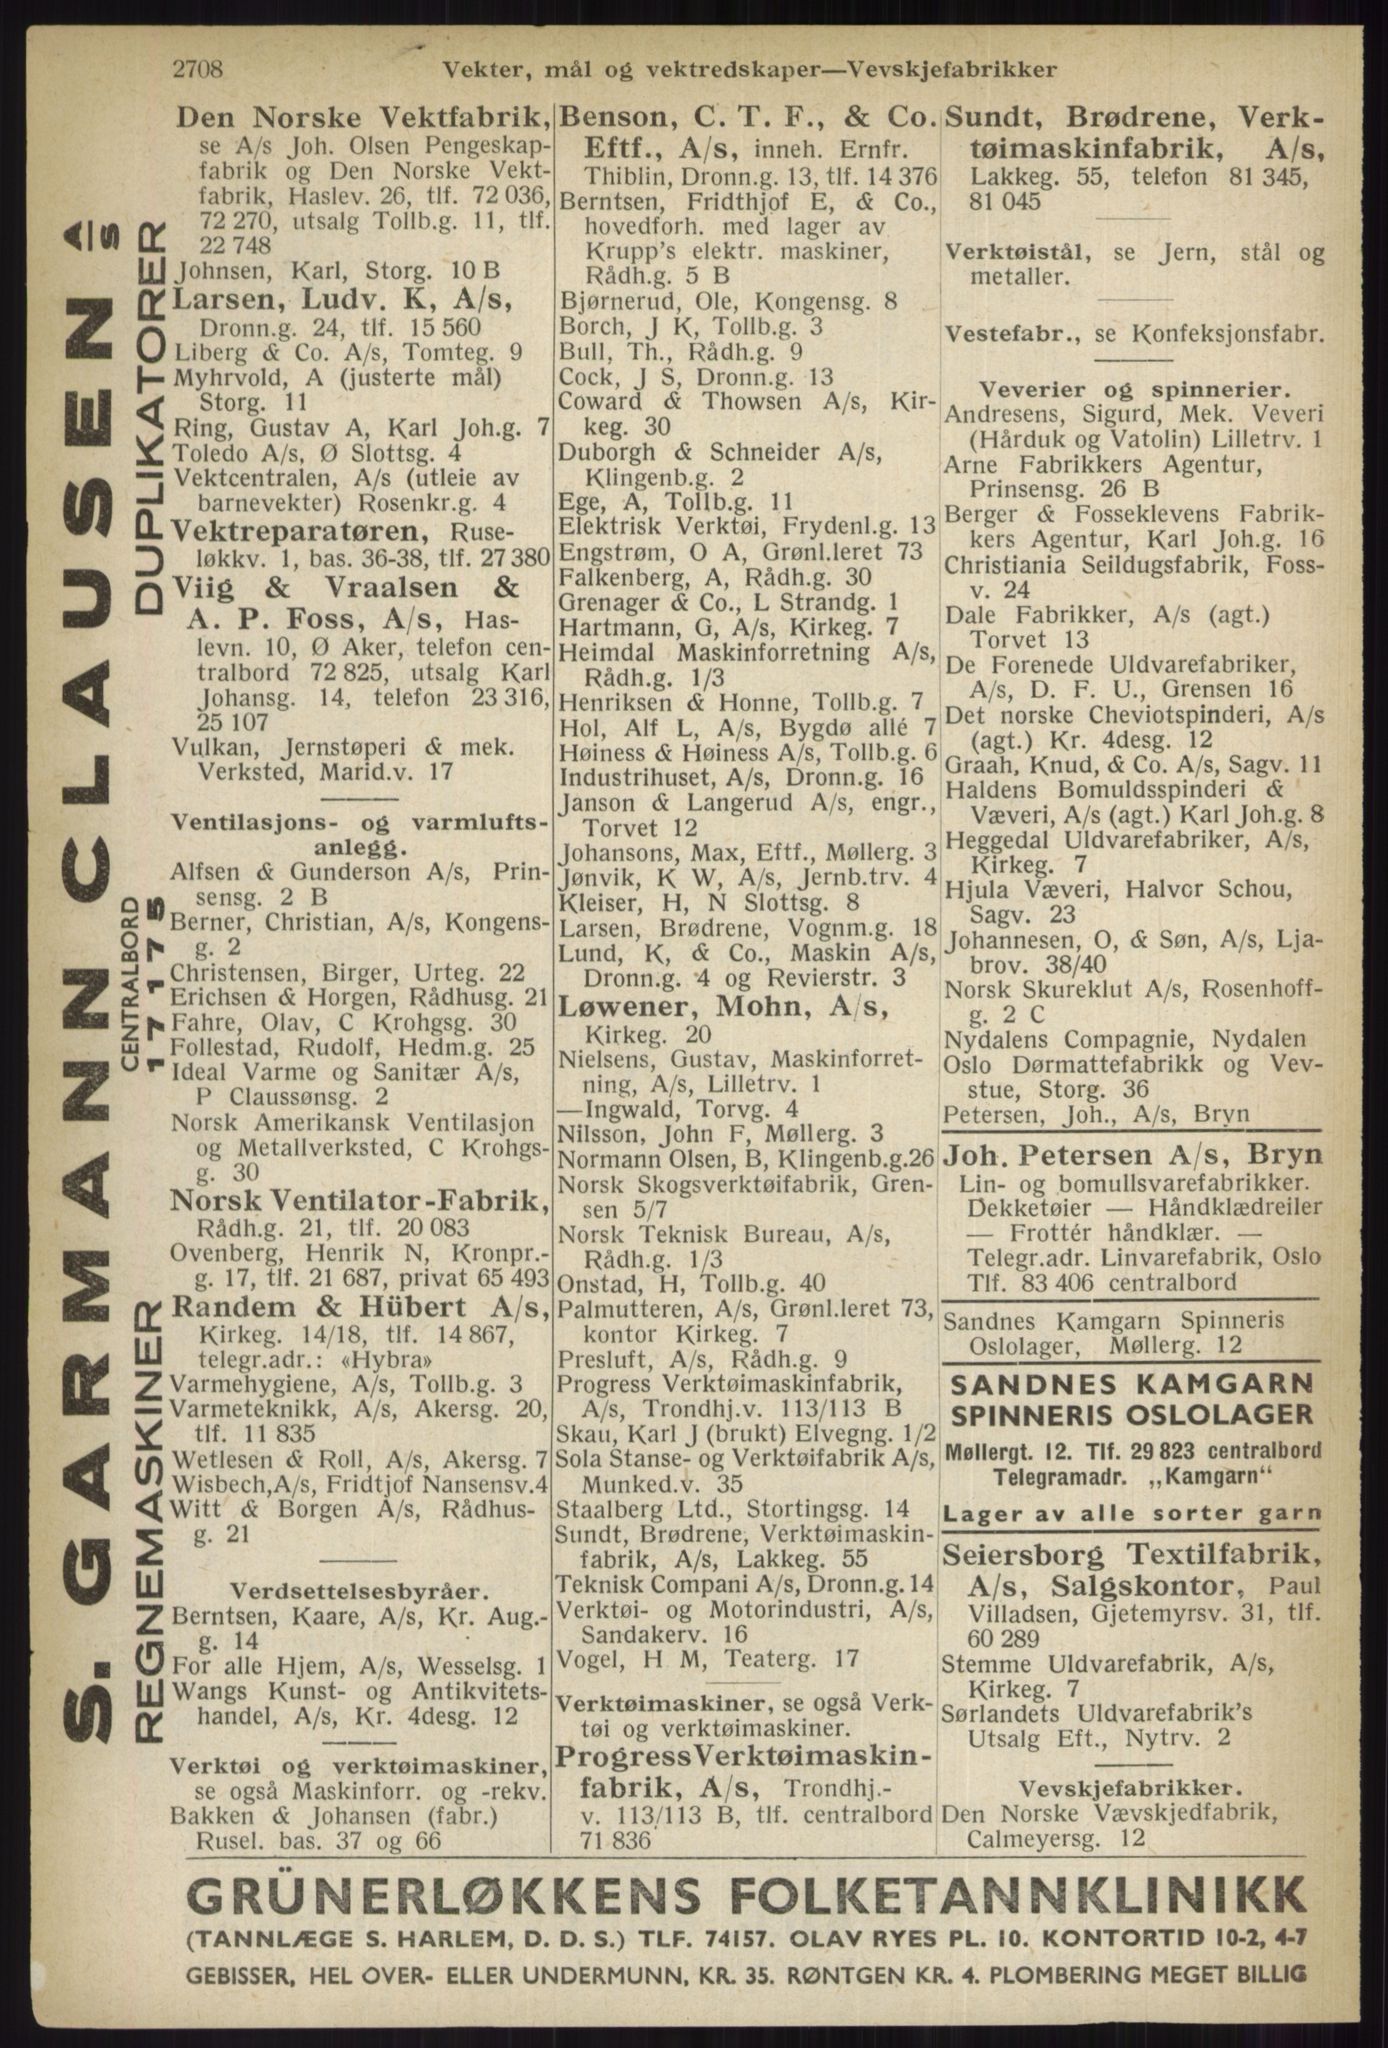 2708
Vekter, mål og vektredskaper—Vevskjefabrikker
S. GARMANN CLAUSEN A/S
REGNEMASKINER
CENTRALBORD
17175
DUPLIKATORER
Den Norske Vektfabrik,
se A/s Joh. Olsen Pengeskap-
fabrik og Den Norske Vekt-
fabrik, Haslev. 26, tlf. 72 036,
72 270, utsalg Tollb.g. 11, tlf.
22 748
Johnsen, Karl, Storg. 10 B
Larsen, Ludv. K, A/s,
Dronn.g. 24, tlf. 15 560
Liberg & Co. A/s, Tomteg. 9
Myhrvold, A (justerte mål)
Storg. 11
Ring, Gustav A, Karl Joh.g. 7
Toledo A/s, Ø Slottsg. 4
Vektcentralen, A/s (utleie av
barnevekter) Rosenkr.g. 4
Vektreparatøren, Ruse-
løkkv. 1, bas. 36-38, tlf. 27 380
Viig & Vraalsen &
A. P. Foss, A/s, Has-
levn. 10, Ø Aker, telefon cen-
tralbord 72 825, utsalg Karl
Johansg. 14, telefon 23 316,
25 107
Vulkan, Jernstøperi & mek.
Verksted, Marid.v. 17
Ventilasjons- og varmlufts-
anlegg.
Alfsen & Gunderson A/s, Prin-
sensg. 2 B
Berner, Christian, A/s, Kongens-
g. 2
Christensen, Birger, Urteg. 22
Erichsen & Horgen, Rådhusg. 21
Fahre, Olav, C Krohgsg. 30
Follestad, Rudolf, Hedm.g. 25
Ideal Varme og Sanitær A/s,
P Claussønsg. 2
Norsk Amerikansk Ventilasjon
og Metallverksted, C Krohgs-
g. 30
Norsk Ventilator-Fabrik,
Rådh.g. 21, tlf. 20 083
Ovenberg, Henrik N, Kronpr.-
g. 17, tlf. 21 687, privat 65 493
Randem & Hübert A/s,
Kirkeg. 14/18, tlf. 14 867,
telegr.adr.: «Hybra»
Varmehygiene, A/s, Tollb.g. 3
Varmeteknikk, A/s, Akersg. 20,
tlf. 11 835
Wetlesen & Roll, A/s, Akersg. 7
Wisbech,A/s, Fridtjof Nansensv.4
Witt & Borgen A/s, Rådhus-
g. 21
Verdsettelsesbyråer.
Berntsen, Kaare, A/s, Kr. Aug.-
g. 14
For alle Hjem, A/s, Wesselsg. 1
Wangs Kunst- og Antikvitets-
handel, A/s, Kr. 4desg. 12
Verktøi og verktøimaskiner,
se også Maskinforr. og -rekv.
Bakken & Johansen (fabr.)
Rusel. bas. 37 og 66
Benson, C. T. F., & Co.
Eftf., A/s, inneh. Ernfr.
Thiblin, Dronn.g. 13, tlf. 14 376
Berntsen, Fridthjof E, & Co.,
hovedforh. med lager av
Krupp's elektr. maskiner,
Rådh.g. 5 B
Bjørnerud, Ole, Kongensg. 8
Borch, J K, Tollb.g. 3
Bull, Th., Rådh.g. 9
Cock, J S, Dronn.g. 13
Coward & Thowsen A/s, Kir-
keg. 30
Duborgh & Schneider A/s,
Klingenb.g. 2
Ege, A, Tollb.g. 11
Elektrisk Verktøi, Frydenl.g. 13
Engstrøm, O A, Grønl.leret 73
Falkenberg, A, Rådh.g. 30
Grenager & Co., L Strandg. 1
Hartmann, G, A/s, Kirkeg. 7
Heimdal Maskinforretning A/s,
Rådh.g. 1/3
Henriksen & Honne, Tollb.g. 7
Hol, Alf L, A/s, Bygdø allé 7
Høiness & Høiness A/s, Tollb.g. 6
Industrihuset, A/s, Dronn.g. 16
Janson & Langerud A/s, engr.,
Torvet 12
Johansons, Max, Eftf., Møllerg. 3
Jønvik, K W, A/s, Jernb.trv. 4
Kleiser, H, N Slottsg. 8
Larsen, Brødrene, Vognm.g. 18
Lund, K, & Co., Maskin A/s,
Dronn.g. 4 og Revierstr. 3
Løwener, Mohn, A/s,
Kirkeg. 20
Nielsens, Gustav, Maskinforret-
ning, A/s, Lilletrv. 1
—Ingwald, Torvg. 4
Nilsson, John F, Møllerg. 3
Normann Olsen, B, Klingenb.g.26
Norsk Skogsverktøifabrik, Gren-
sen 5/7
Norsk Teknisk Bureau, A/s,
Rådh.g. 1/3
Onstad, H, Tollb.g. 40
Palmutteren, A/s, Grønl.leret 73,
kontor Kirkeg. 7
Presluft, A/s, Rådh.g. 9
Progress Verktøimaskinfabrik,
A/s, Trondhj.v. 113/113 B
Skau, Karl J (brukt) Elvegng. 1/2
Sola Stanse- og Verktøifabrik A/s,
Munked.v. 35
Staalberg Ltd., Stortingsg. 14
Sundt, Brødrene, Verktøimaskin-
fabrik, A/s, Lakkeg. 55
Teknisk Compani A/s, Dronn.g. 14
Verktøi- og Motorindustri, A/s,
Sandakerv. 16
Vogel, H M, Teaterg. 17
Verktøimaskiner, se også Verk-
tøi og verktøimaskiner.
Progress Verktøimaskin-
fabrik, A/s, Trondhj.-
v. 113/113 B, tlf. centralbord
71 836
Sundt, Brødrene, Verk-
tøimaskinfabrik, A/s,
Lakkeg. 55, telefon 81 345,
81 045
Verktøistål, se Jern, stål og
metaller.
Vestefabr., se Konfeksjonsfabr.
Veverier og spinnerier.
Andresens, Sigurd, Mek. Veveri
(Hårduk og Vatolin) Lilletrv. 1
Arne Fabrikkers Agentur,
Prinsensg. 26 B
Berger & Fosseklevens Fabrik-
kers Agentur, Karl Joh.g. 16
Christiania Seildugsfabrik, Foss-
v. 24
Dale Fabrikker, A/s (agt.)
Torvet 13
De Forenede Uldvarefabriker,
A/s, D. F. U., Grensen 16
Det norske Cheviotspinderi, A/s
(agt.) Kr. 4desg. 12
Graah, Knud, & Co. A/s, Sagv. 11
Haldens Bomuldsspinderi &
Væveri, A/s (agt.) Karl Joh.g. 8
Heggedal Uldvarefabriker, A/s,
Kirkeg. 7
Hjula Væveri, Halvor Schou,
Sagv. 23
Johannesen, O, & Søn, A/s, Lja-
brov. 38/40
Norsk Skureklut A/s, Rosenhoff-
g. 2 C
Nydalens Compagnie, Nydalen
Oslo Dørmattefabrikk og Vev-
stue, Storg. 36
Petersen, Joh., A/s, Bryn
Joh. Petersen A/s, Bryn
Lin- og bomullsvarefabrikker.
Dekketøier — Håndklædreiler
— Frottér håndklær. —
Telegr.adr. Linvarefabrik, Oslo
Tlf. 83 406 centralbord
Sandnes Kamgarn Spinneris
Oslolager, Møllerg. 12
SANDNES KAMGARN
SPINNERIS OSLOLAGER
Møllergt. 12. Tlf. 29 823 centralbord
Telegramadr. „Kamgarn“
Lager av alle sorter garn
Seiersborg Textilfabrik,
A/s, Salgskontor, Paul
Villadsen, Gjetemyrsv. 31, tlf.
60 289
Stemme Uldvarefabrik, A/s,
Kirkeg. 7
Sørlandets Uldvarefabrik's
Utsalg Eft., Nytrv. 2
Vevskjefabrikker.
Den Norske Vævskjedfabrik,
Calmeyersg. 12
GRÜNERLØKKENS FOLKETANNKLINIKK
(TANNLÆGE S. HARLEM, D. D. S.) TLF. 74157. OLAV RYES PL. 10. KONTORTID 10-2, 4-7
GEBISSER, HEL OVER- ELLER UNDERMUNN, KR. 35. RØNTGEN KR. 4. PLOMBERING MEGET BILLIG